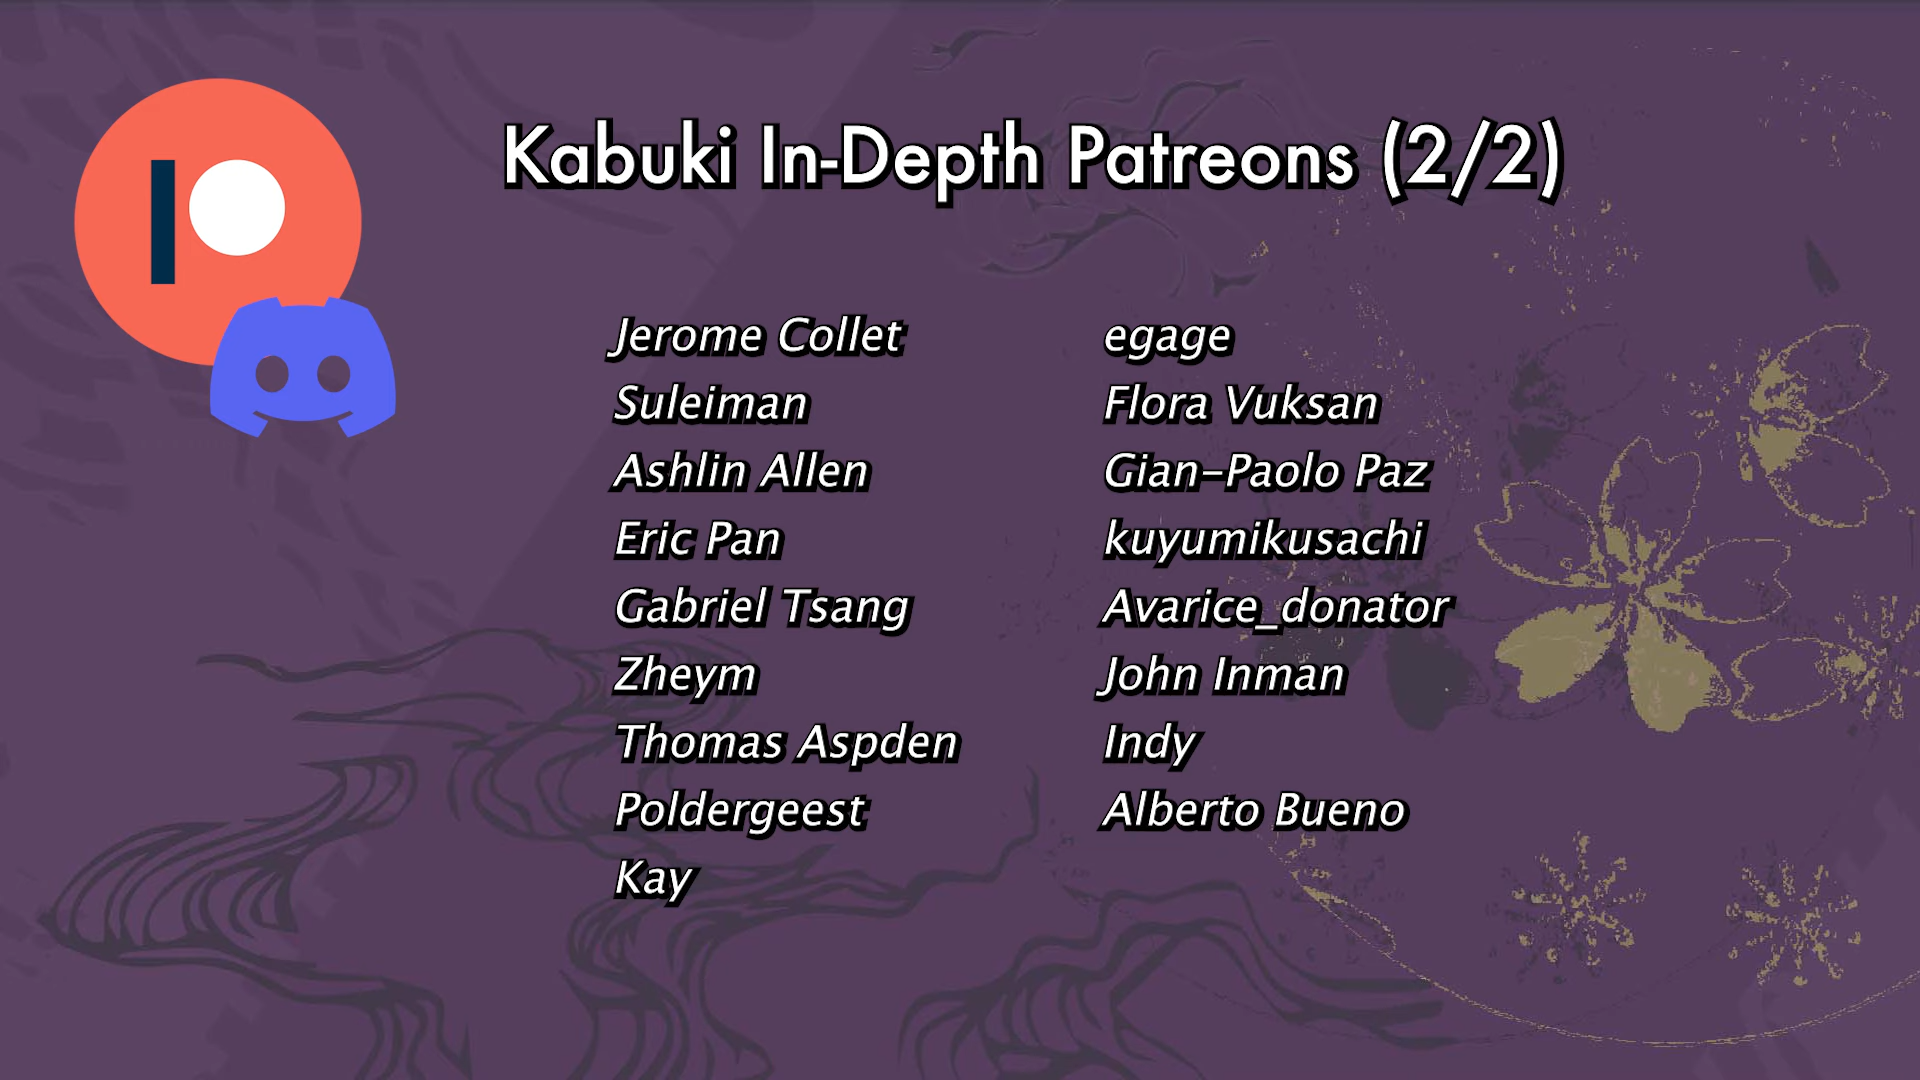 Kabuki In-Depth Patreons (2/2)
Jerome Collet
Suleiman
Ashlin Allen
Eric Pan
Gabriel Tsang
Zheym
Thomas Aspden
Poldergeest
Kay
egage
Flora Vuksan
Gian-Paolo Paz
kuyumikusachi
Avarice_donator
John Inman
Indy
Alberto Bueno